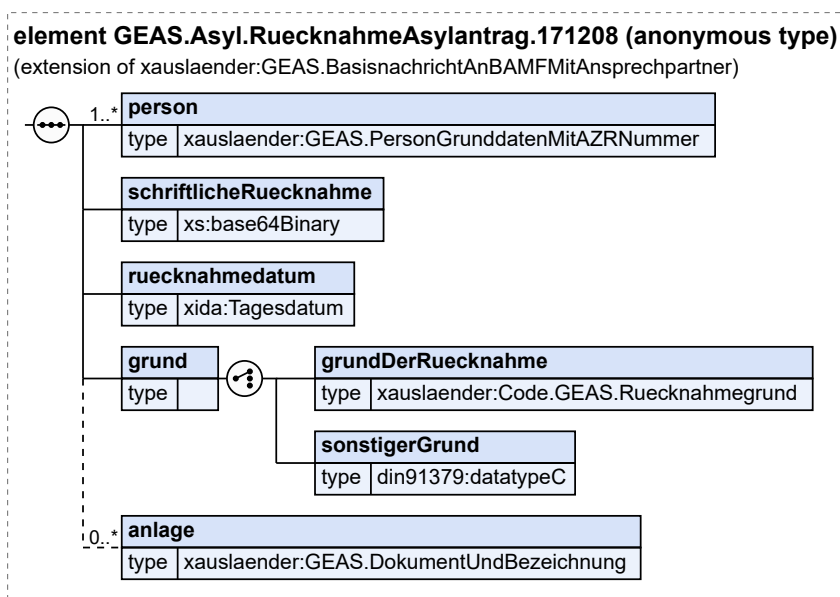 element GEAS.Asyl.RuecknahmeAsylantrag.171208 (anonymous type)
(extension of xauslaender:GEAS.BasisnachrichtAnBAMFMitAnsprechpartner)
1..* person
type xauslaender:GEAS.PersonGrunddatenMitAZRNummer
schriftlicheRuecknahme
type xs:base64Binary
ruecknahmedatum
type xida:Tagesdatum
grund
type
grundDerRuecknahme
type xauslaender:Code.GEAS.Ruecknahmegrund
sonstigerGrund
type din91379:datatypeC
0..* anlage
type xauslaender:GEAS.DokumentUndBezeichnung